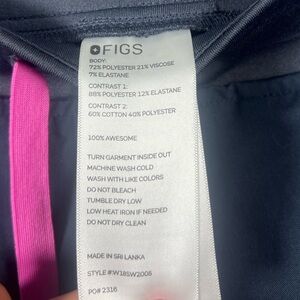 FIGS
BODY:
72% POLYESTER 21% VISCOSE
7% ELASTANE
CONTRAST 1:
88% POLYESTER 12% ELASTANE
CONTRAST 2:
60% COTTON 40% POLYESTER
100% AWESOME
TURN GARMENT INSIDE OUT
MACHINE WASH COLD
WASH WITH LIKE COLORS
DO NOT BLEACH
TUMBLE DRY LOW
LOW HEAT IRON IF NEEDED
DO NOT DRY CLEAN
MADE IN SRI LANKA
STYLE#W18SW2006
PO# 2316